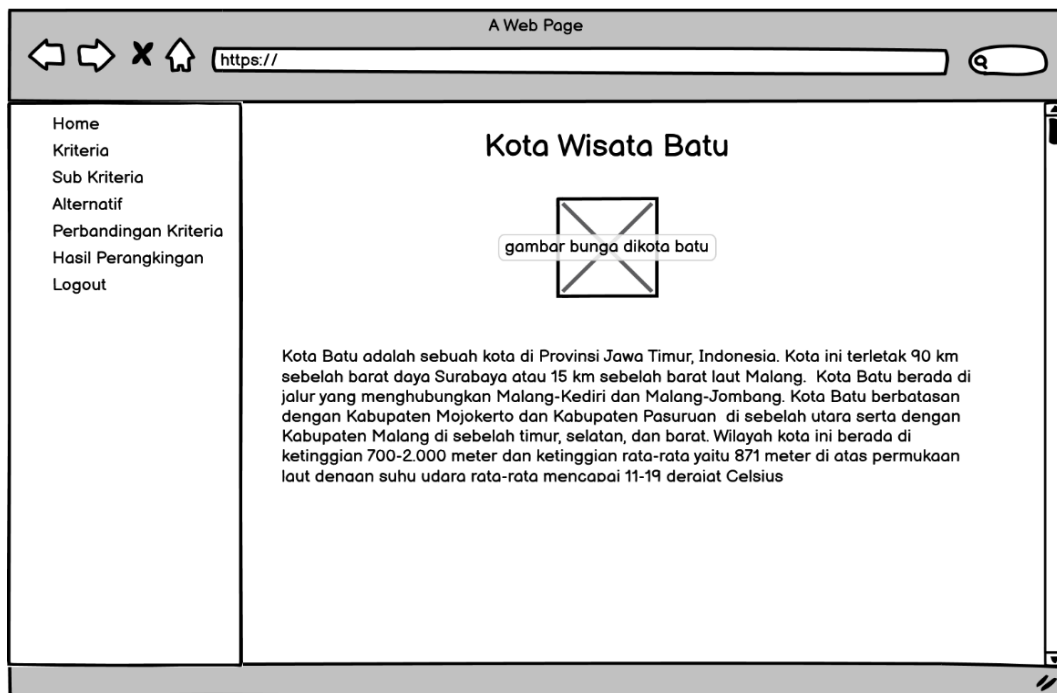 A Web Page
https://
Home
Kriteria
Sub Kriteria
Alternatif
Perbandingan Kriteria
Hasil Perangkingan
Logout
Kota Wisata Batu
gambar bunga dikota batu
Kota Batu adalah sebuah kota di Provinsi Jawa Timur, Indonesia. Kota ini terletak 90 km
sebelah barat daya Surabaya atau 15 km sebelah barat laut Malang. Kota Batu berada di
jalur yang menghubungkan Malang-Kediri dan Malang-Jombang. Kota Batu berbatasan
dengan Kabupaten Mojokerto dan Kabupaten Pasuruan di sebelah utara serta dengan
Kabupaten Malang di sebelah timur, selatan, dan barat. Wilayah kota ini berada di
ketinggian 700-2.000 meter dan ketinggian rata-rata yaitu 871 meter di atas permukaan
laut dengan suhu udara rata-rata mencapai 11-19 derajat Celsius